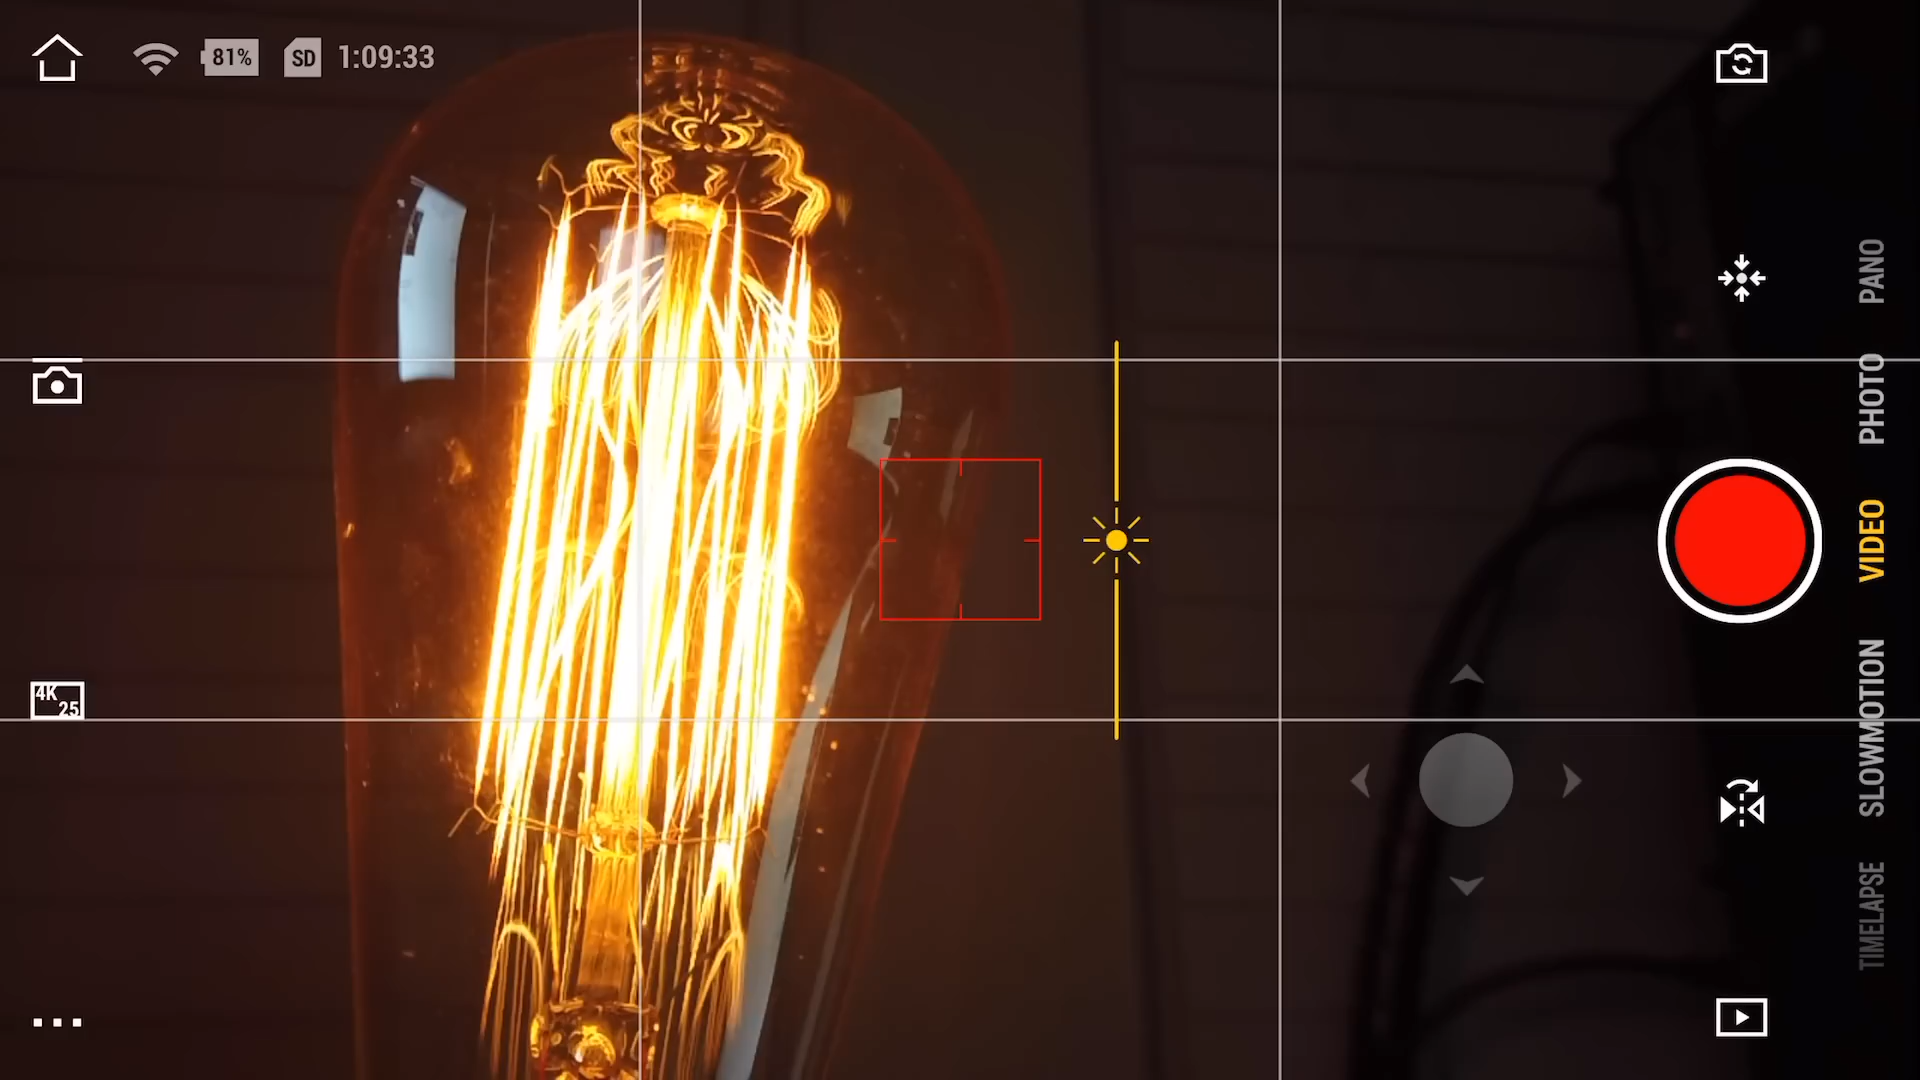 81%
SD
1:09:33
4K
25
PANO
PHOTO
VIDEO
SLOWMOTION
TIMELAPSE